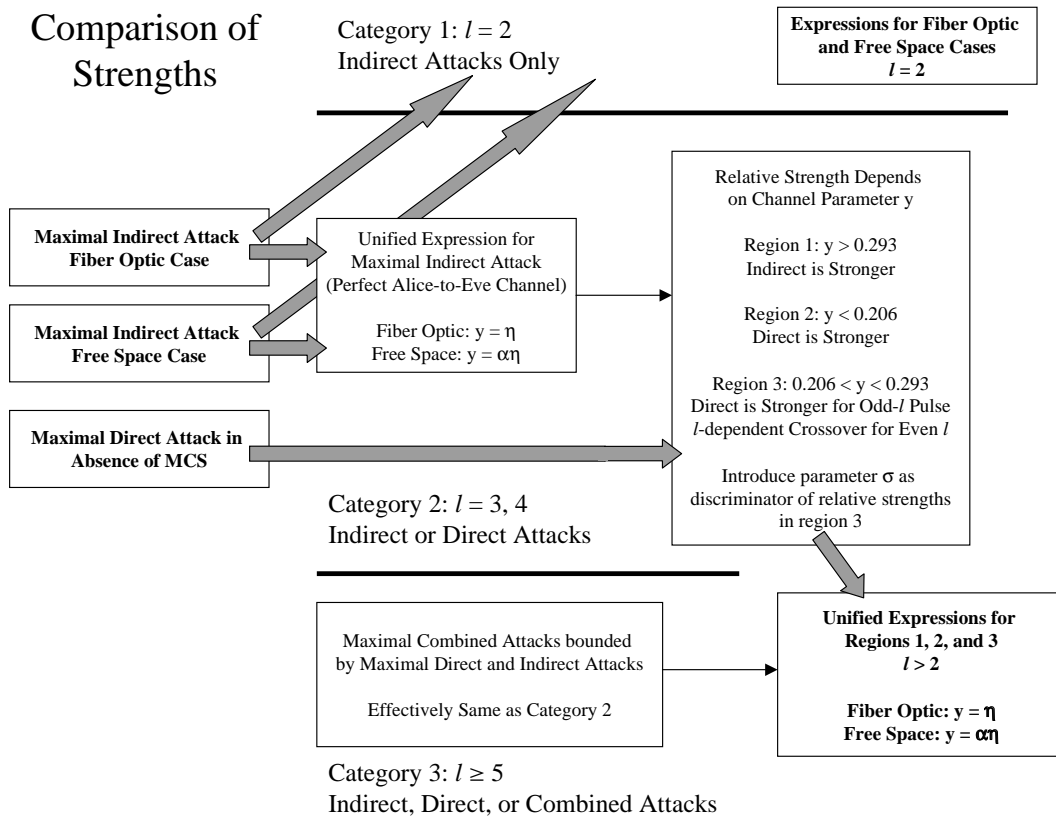 Comparison of
Strengths
Category 1: l = 2
Indirect Attacks Only
Expressions for Fiber Optic
and Free Space Cases
l = 2
Maximal Indirect Attack
Fiber Optic Case
Maximal Indirect Attack
Free Space Case
Maximal Direct Attack in
Absence of MCS
Unified Expression for
Maximal Indirect Attack
(Perfect Alice-to-Eve Channel)
Fiber Optic: y = η
Free Space: y = αη
Relative Strength Depends
on Channel Parameter y
Region 1: y > 0.293
Indirect is Stronger
Region 2: y < 0.206
Direct is Stronger
Region 3: 0.206 < y < 0.293
Direct is Stronger for Odd-l Pulse
l-dependent Crossover for Even l
Introduce parameter σ as
discriminator of relative strengths
in region 3
Category 2: l = 3, 4
Indirect or Direct Attacks
Maximal Combined Attacks bounded
by Maximal Direct and Indirect Attacks
Effectively Same as Category 2
Unified Expressions for
Regions 1, 2, and 3
l > 2
Fiber Optic: y = η
Free Space: y = αη
Category 3: l ≥ 5
Indirect, Direct, or Combined Attacks